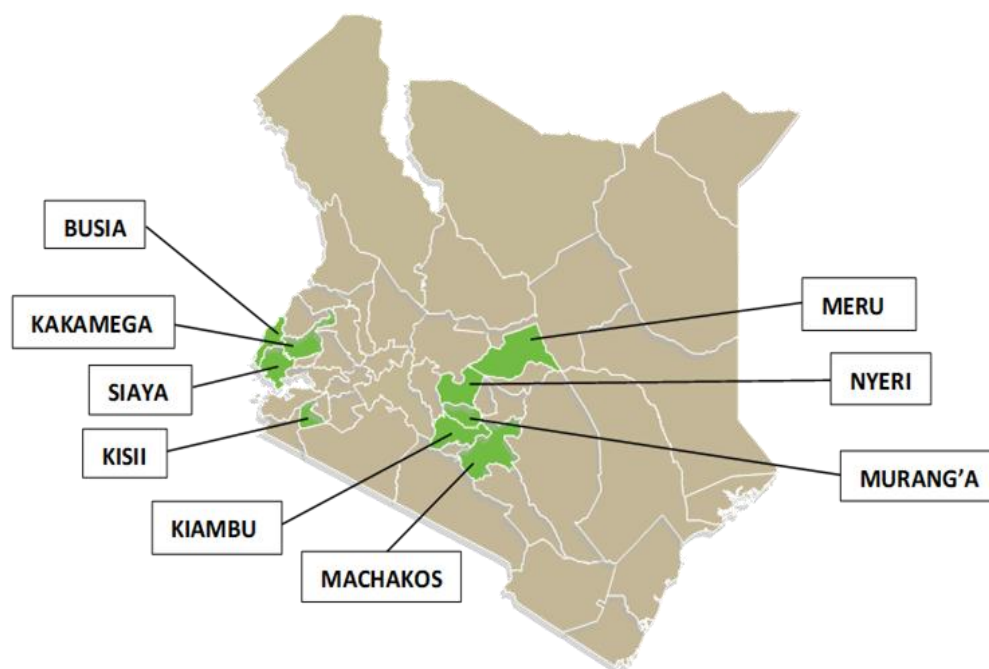 BUSIA
KAKAMEGA
SIAYA
KISII
KIAMBU
MACHAKOS
MERU
NYERI
MURANG’A